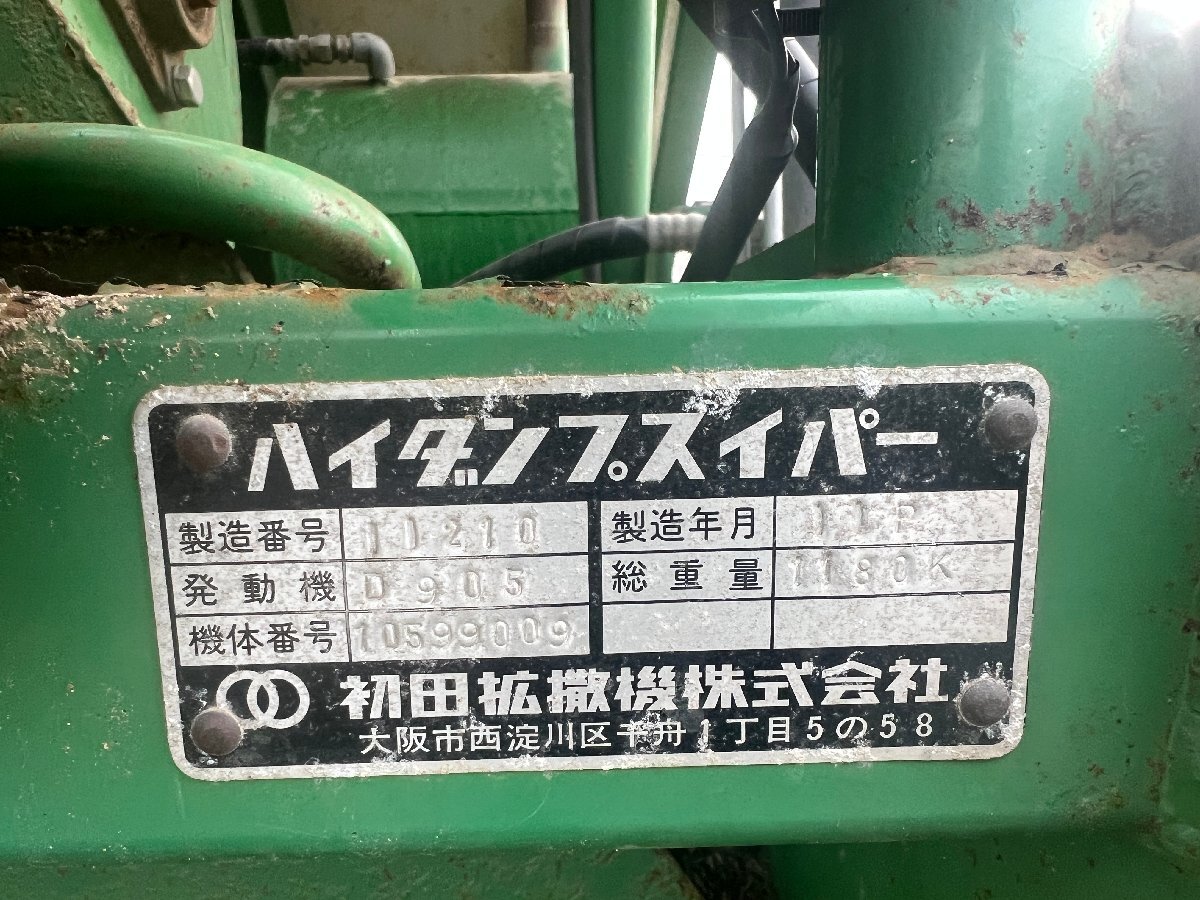 ハイダンプスイパー
製造番号 11210 製造年月 11P
発動機 D905 総重量 1180K
機体番号 10599009
初田拡撒機株式会社
大阪市西淀川区千舟1丁目5の58